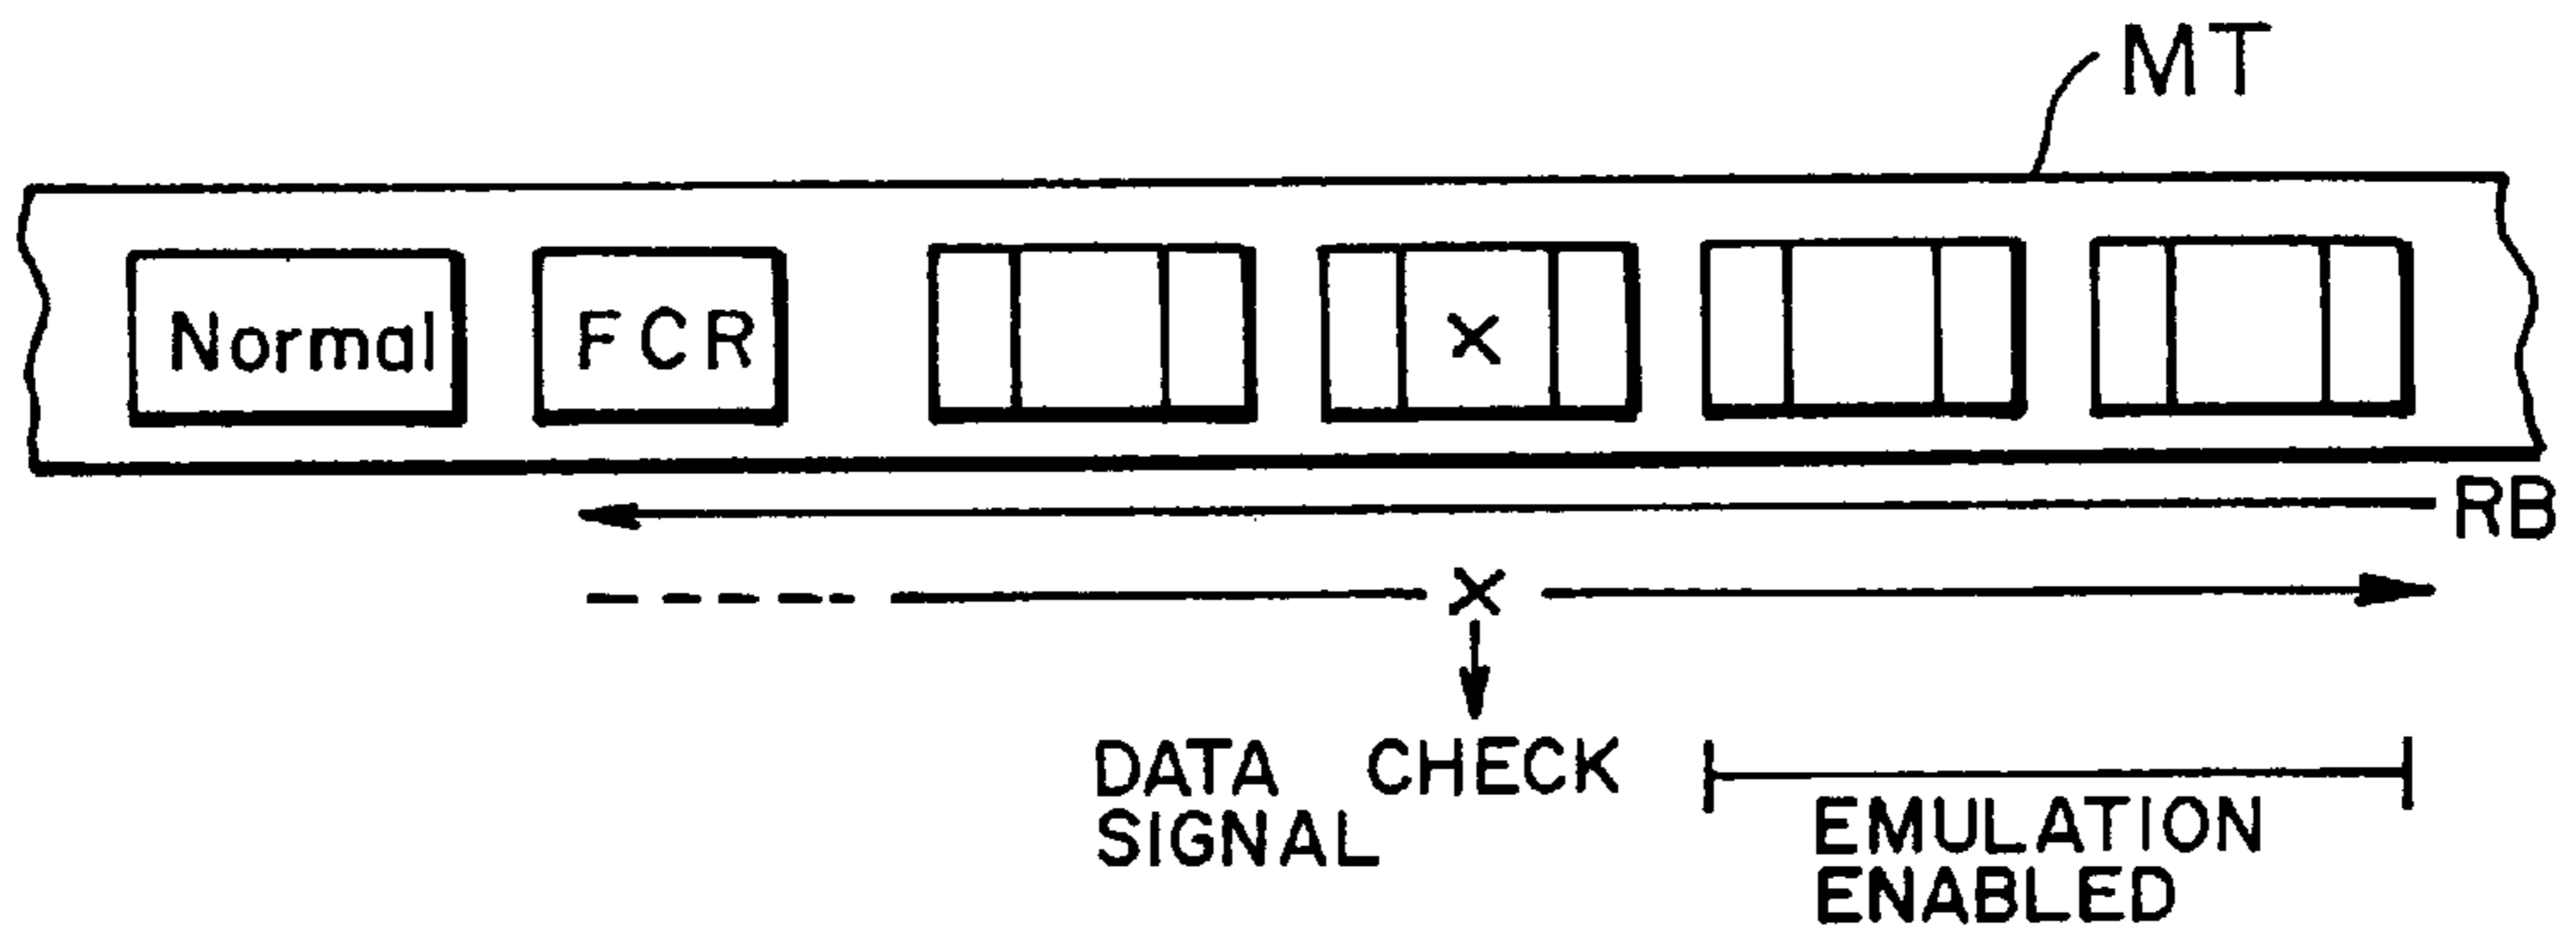 MT
Normal
FCR
X
RB
X
DATA CHECK
SIGNAL
EMULATION
ENABLED